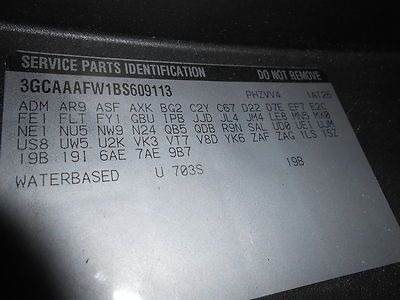 SERVICE PARTS IDENTIFICATION DO NOT REMOVE
3GCAAAFW1BS609113 PHZVV4 1AT26
ADM AR9 ASF AXK BG2 C2Y C67 D22 D7E EF7 E2C
FE1 FLT FY1 GBU IPB JJD JL4 JM4 LE8 MN5 MX0
NE1 NU5 NW9 N24 QB5 QDB R9N SAL UD0 UE1 UJM
US8 UW5 U2K VK3 VT7 V8D YK6 ZAF ZAG 1LS 1SZ
19B 19I 6AE 7AE 9B7
WATERBASED U 703S 19B